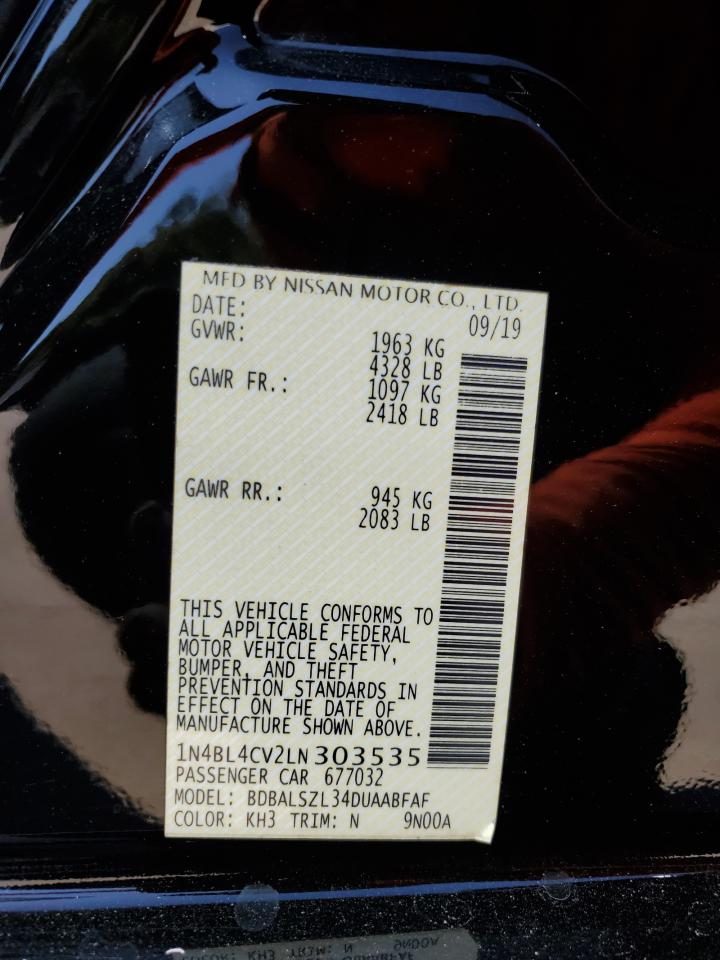 MFD BY NISSAN MOTOR CO., LTD.
DATE: 09/19
GVWR: 1963 KG
4328 LB
GAWR FR.: 1097 KG
2418 LB
GAWR RR.: 945 KG
2083 LB
THIS VEHICLE CONFORMS TO
ALL APPLICABLE FEDERAL
MOTOR VEHICLE SAFETY,
BUMPER, AND THEFT
PREVENTION STANDARDS IN
EFFECT ON THE DATE OF
MANUFACTURE SHOWN ABOVE.
1N4BL4CV2LN303535
PASSENGER CAR 677032
MODEL: BDBALSZL34DUAABFAF
COLOR: KH3 TRIM: N 9N00A